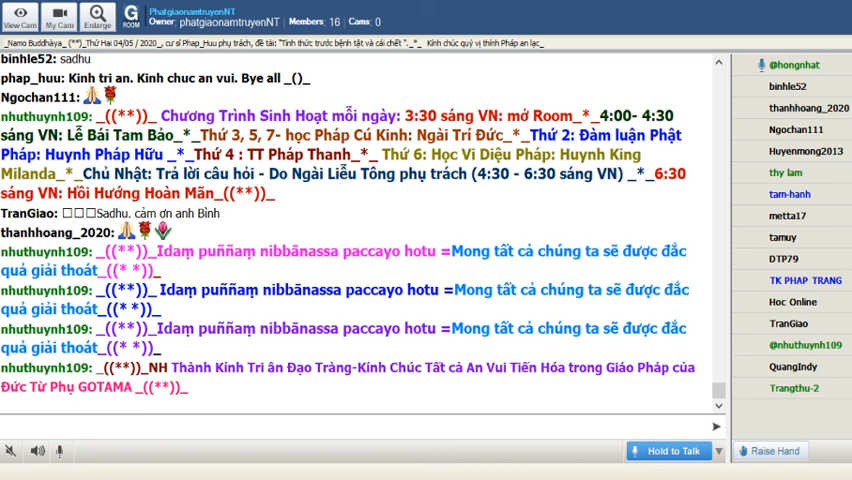 View Cam
My Cam
Enlarge
G
ROOM
PhatgiaonamtruyenNT
Owner: phatgiaonamtruyenNT Members: 16 Cams: 0
_Namo Buddhàya_ (**)_Thứ Hai 04/05 / 2020_, cư sĩ Phap_Huu phụ trách, đề tài: "Tinh thức trước bệnh tật và cái chết "._*_ Kính chúc quý vị thính Pháp an lạc_
binhle52: sadhu
phap_huu: Kinh tri an. Kinh chuc an vui. Bye all _()_
Ngochan111:
nhuthuynh109: _((**))_ Chương Trình Sinh Hoạt mỗi ngày: 3:30 sáng VN: mở Room_*_4:00- 4:30
sáng VN: Lễ Bái Tam Bảo_*_Thứ 3, 5, 7- học Pháp Cú Kinh: Ngài Trí Đức_*_Thứ 2: Đàm luận Phật
Pháp: Huynh Pháp Hữu _*_Thứ 4 : TT Pháp Thanh_*_ Thứ 6: Học Vi Diệu Pháp: Huynh King
Milanda_*_Chủ Nhật: Trả lời câu hỏi - Do Ngài Liễu Tông phụ trách (4:30 - 6:30 sáng VN) _*_6:30
sáng VN: Hồi Hướng Hoàn Mãn_((**))_
TranGiao: □□□Sadhu. cảm ơn anh Bình
thanhhoang_2020:
nhuthuynh109: _((**))_Idaṃ puññaṃ nibbānassa paccayo hotu =Mong tất cả chúng ta sẽ được đắc
quả giải thoát_((* *))_
nhuthuynh109: _((**))_ Idaṃ puññaṃ nibbānassa paccayo hotu =Mong tất cả chúng ta sẽ được đắc
quả giải thoát_((* *))_
nhuthuynh109: _((**))_Idaṃ puññaṃ nibbānassa paccayo hotu =Mong tất cả chúng ta sẽ được đắc
quả giải thoát_((* *))_
nhuthuynh109: _((**))_NH Thành Kính Tri ân Đạo Tràng-Kính Chúc Tất cả An Vui Tiến Hóa trong Giáo Pháp của
Đức Từ Phụ GOTAMA _((**))_
Hold to Talk
@hongnhat
binhle52
thanhhoang_2020
Ngochan111
Huyenmong2013
thy lam
tam-hanh
metta17
tamuy
DTP79
TK PHAP TRANG
Hoc Online
TranGiao
@nhuthuynh109
QuangIndy
Trangthu-2
Raise Hand